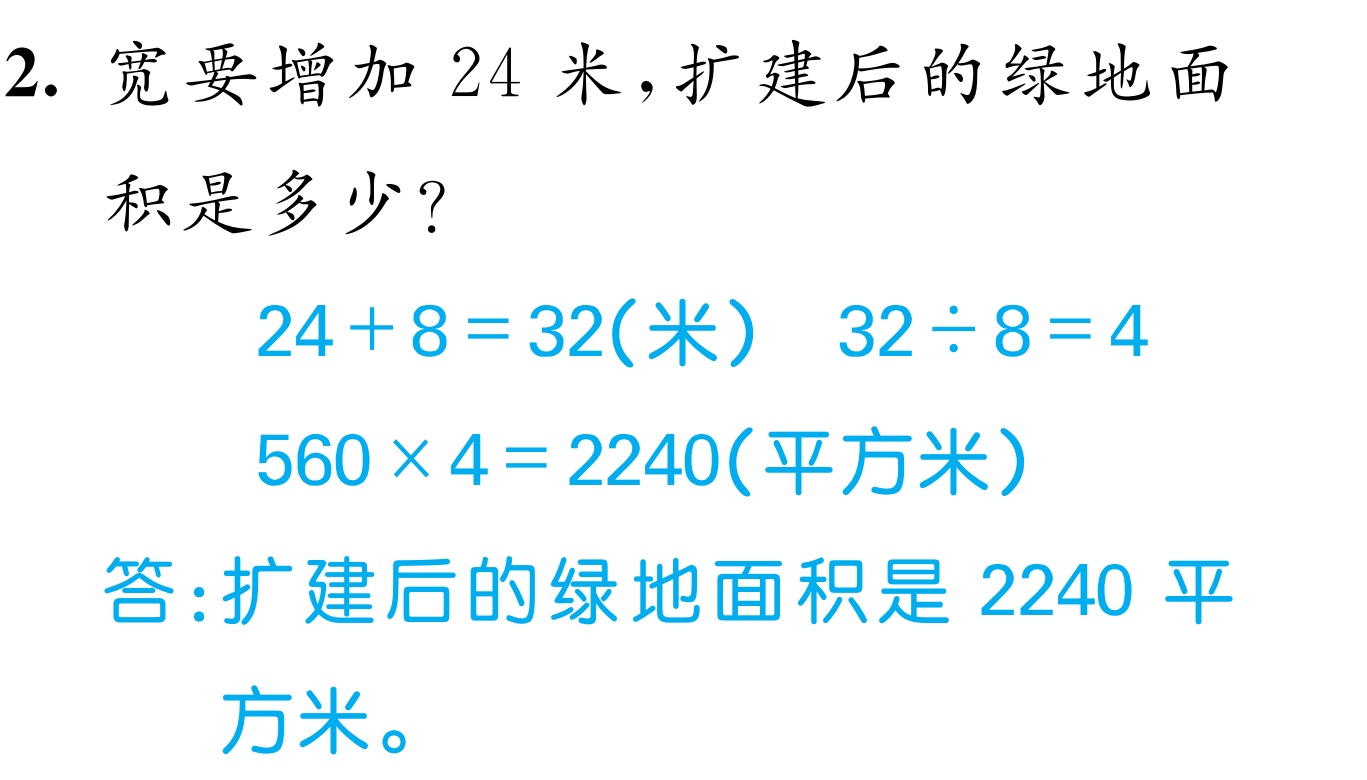 2. 宽要增加 24 米,扩建后的绿地面
积是多少?
24+8=32(米) 32÷8=4
560×4=2240(平方米)
答:扩建后的绿地面积是 2240 平
方米。